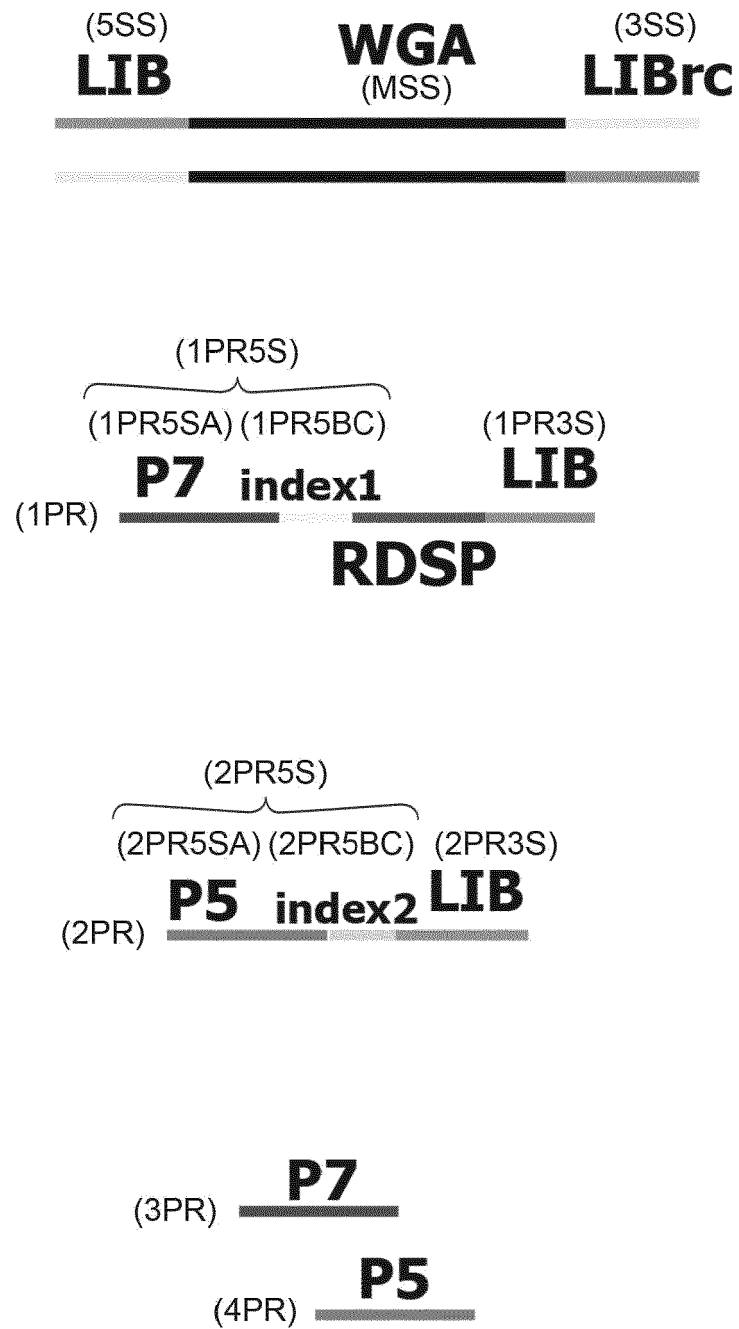 (5SS) WGA (3SS)
LIB (MSS) LIBrc
(1PR5S)
(1PR5SA) (1PR5BC) (1PR3S)
P7 index1 LIB
(1PR)
RDSP
(2PR5S)
(2PR5SA) (2PR5BC) (2PR3S)
P5 index2 LIB
(2PR)
P7
(3PR)
P5
(4PR)